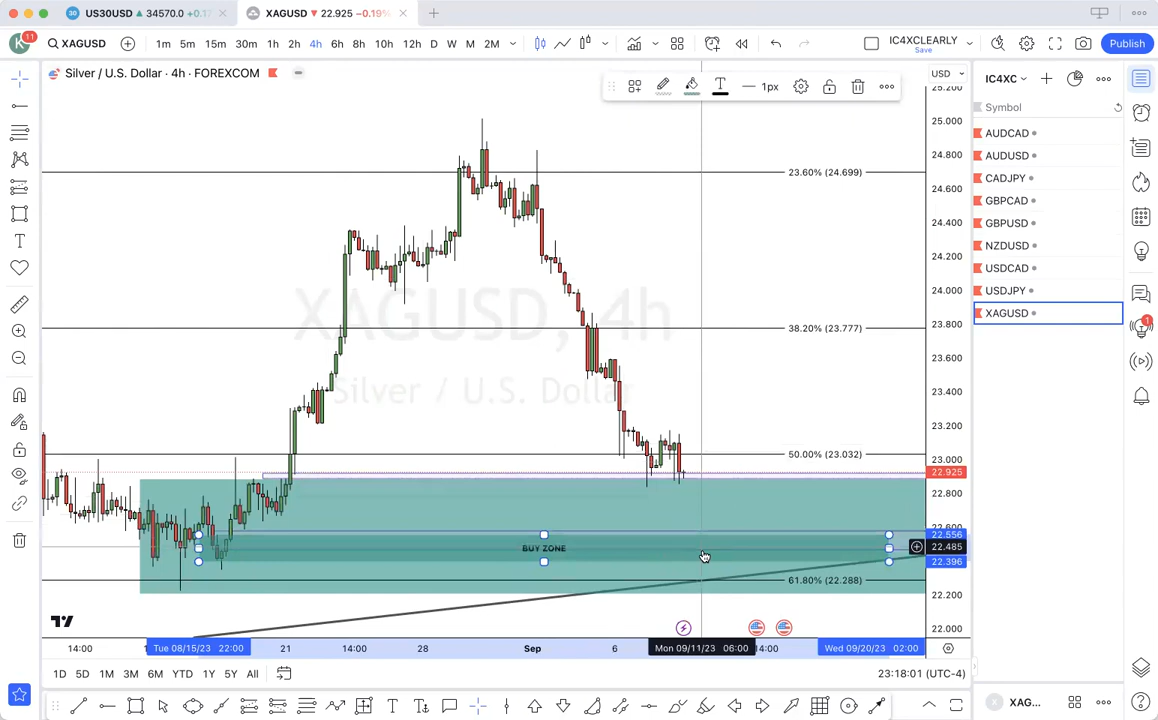 US30USD 34570.0 +0.1
XAGUSD 22.925 −0.19%
K 11
XAGUSD
1m 5m 15m 30m 1h 2h 4h 6h 8h 10h 12h D W M 2M
IC4XCLEARLY
Save
Publish
Silver / U.S. Dollar · 4h · FOREXCOM
1px
USD
IC4XC
Symbol
AUDCAD
AUDUSD
CADJPY
GBPCAD
GBPUSD
NZDUSD
USDCAD
USDJPY
XAGUSD
25.200
25.000
24.800
24.600
24.400
24.200
24.000
23.800
23.600
23.400
23.200
23.000
22.925
22.800
22.600
22.556
22.485
22.396
22.200
22.000
23.60% (24.699)
38.20% (23.777)
50.00% (23.032)
61.80% (22.288)
XAGUSD, 4h
Silver / U.S. Dollar
BUY ZONE
14:00 Tue 08/15/23 22:00 21 14:00 28 Sep 6 Mon 09/11/23 06:00 14:00 Wed 09/20/23 02:00
1D 5D 1M 3M 6M YTD 1Y 5Y All
23:18:01 (UTC-4)
XAG...
1